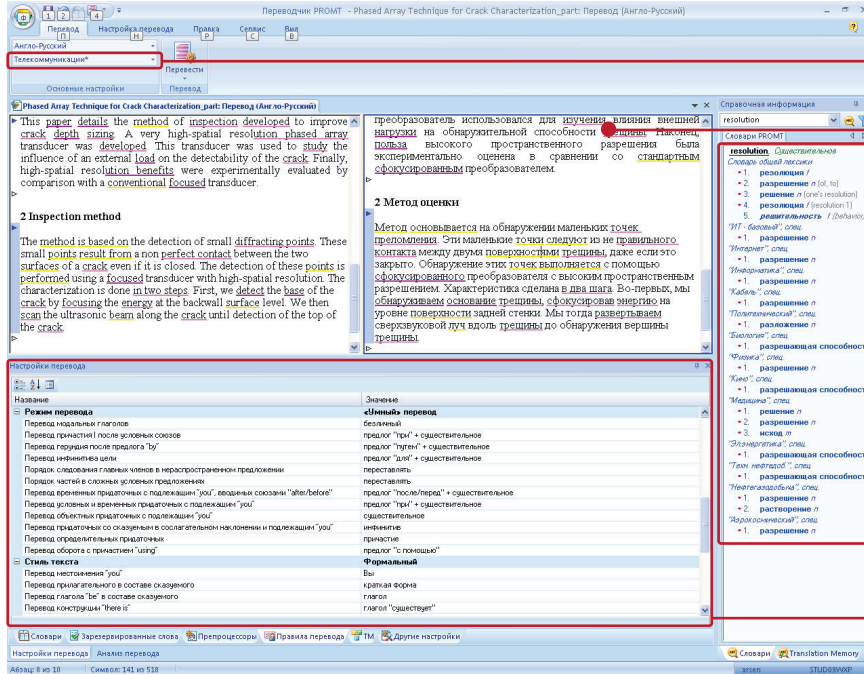 Переводчик PROMT - Phased Array Technique for Crack Characterization_part: Перевод (Англо-Русский)
Ф
1 2 3 4
Перевод Настройка перевода Правка Сервис Вид
П Н Р С В
Англо-Русский
Телекоммуникации*
Перевести
Основные настройки Перевод
Phased Array Technique for Crack Characterization_part: Перевод (Англо-Русский)
This paper details the method of inspection developed to improve
crack depth sizing. A very high-spatial resolution phased array
transducer was developed. This transducer was used to study the
influence of an external load on the detectability of the crack. Finally,
high-spatial resolution benefits were experimentally evaluated by
comparison with a conventional focused transducer.
2 Inspection method
The method is based on the detection of small diffracting points. These
small points result from a non perfect contact between the two
surfaces of a crack even if it is closed. The detection of these points is
performed using a focused transducer with high-spatial resolution. The
characterization is done in two steps. First, we detect the base of the
crack by focusing the energy at the backwall surface level. We then
scan the ultrasonic beam along the crack until detection of the top of
the crack.
преобразователь использовался для изучения влияния внешней
нагрузки на обнаружительной способности трещины. Наконец,
польза высокого пространственного разрешения была
экспериментально оценена в сравнении со стандартным
сфокусированным преобразователем.
2 Метод оценки
Метод основывается на обнаружении маленьких точек
преломления. Эти маленькие точки следуют из не правильного
контакта между двумя поверхностями трещины, даже если это
закрыто. Обнаружение этих точек выполняется с помощью
сфокусированного преобразователя с высоким пространственным
разрешением. Характеристика сделана в два шага. Во-первых, мы
обнаруживаем основание трещины, сфокусировав энергию на
уровне поверхности задней стенки. Мы тогда развертываем
сверхзвуковой луч вдоль трещины до обнаружения вершины
трещины.
Справочная информация
resolution
Словари PROMT
resolution, Существительное
Словарь общей лексики
1. резолюция f
2. разрешение n (of, to)
3. решение n (one's resolution)
4. резолюция f (resolution 1)
5. решительность f (behavior,
"ИТ - базовый", спец.
1. разрешение n
"Интернет", спец.
1. разрешение n
"Информатика", спец.
1. разрешение n
"Кабель", спец.
1. разрешение n
"Политехнический", спец.
1. разложение n
"Биология", спец.
1. разрешающая способност
"Физика", спец.
1. разрешение n
"Кино", спец.
1. разрешающая способност
"Медицина", спец.
1. решение n
2. разрешение n
3. исход m
"Эл.энергетика", спец.
1. разрешающая способност
"Техн. нефтедоб.", спец.
1. разрешающая способност
"Нефтегазодобыча", спец.
1. разрешение n
2. растворение n
"Аэрокосмический", спец.
1. разрешение n
Настройки перевода
Название Значение
Режим перевода «Умный» перевод
Перевод модальных глаголов безличный
Перевод причастия I после условных союзов предлог "при" + существительное
Перевод герундия после предлога "by" предлог "путем" + существительное
Перевод инфинитива цели предлог "для" + существительное
Порядок следования главных членов в нераспространенном предложении переставлять
Порядок частей в сложных условных предложениях переставлять
Перевод временных придаточных с подлежащим "you", вводимых союзами "after/before" предлог "после/перед" + существительное
Перевод условных и временных придаточных с подлежащим "you" предлог "при" + существительное
Перевод объектных придаточных с подлежащим "you" существительное
Перевод придаточных со сказуемым в сослагательном наклонении и подлежащим "you" инфинитив
Перевод определительных придаточных причастие
Перевод оборота с причастием "using" предлог "с помощью"
Стиль текста Формальный
Перевод местоимения "you" Вы
Перевод прилагательного в составе сказуемого краткая форма
Перевод глагола "be" в составе сказуемого глагол
Перевод конструкции "there is" глагол "существует"
Словари Зарезервированные слова Препроцессоры Правила перевода ТМ Другие настройки
Настройки перевода Анализ перевода
Словари Translation Memory
Абзац: 8 из 10 Символ: 141 из 518 arsen STUD09WXP